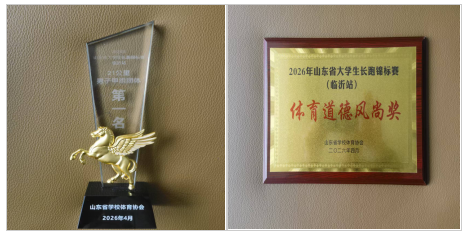 第一名
山东省学校体育协会
2026年4月
2026年山东省大学生长跑锦标赛
（临沂站）
体育道德风尚奖
山东省学校体育协会
二〇二六年四月